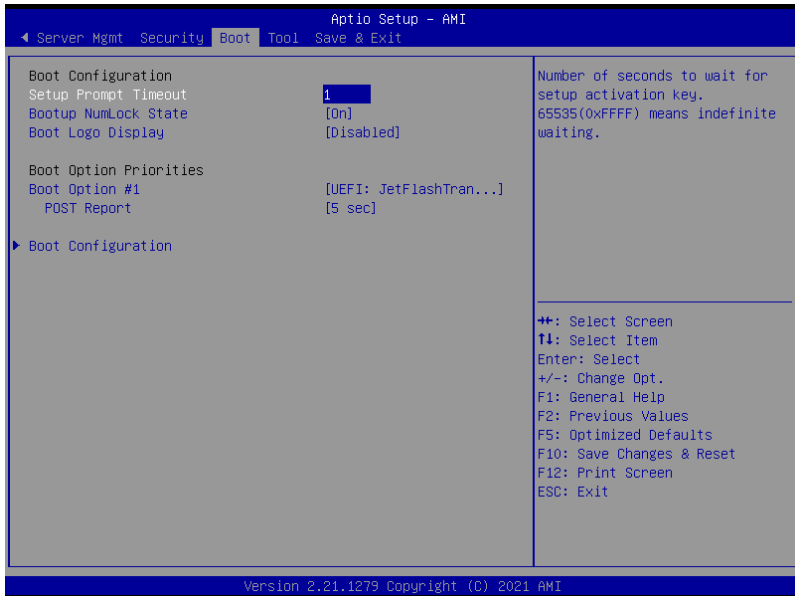 Aptio Setup – AMI
Server Mgmt Security Boot Tool Save & Exit
Boot Configuration
Setup Prompt Timeout 1
Bootup NumLock State [On]
Boot Logo Display [Disabled]
Boot Option Priorities
Boot Option #1 [UEFI: JetFlashTran...]
POST Report [5 sec]
Boot Configuration
Number of seconds to wait for
setup activation key.
65535(0xFFFF) means indefinite
waiting.
→←: Select Screen
↑↓: Select Item
Enter: Select
+/-: Change Opt.
F1: General Help
F2: Previous Values
F5: Optimized Defaults
F10: Save Changes & Reset
F12: Print Screen
ESC: Exit
Version 2.21.1279 Copyright (C) 2021 AMI